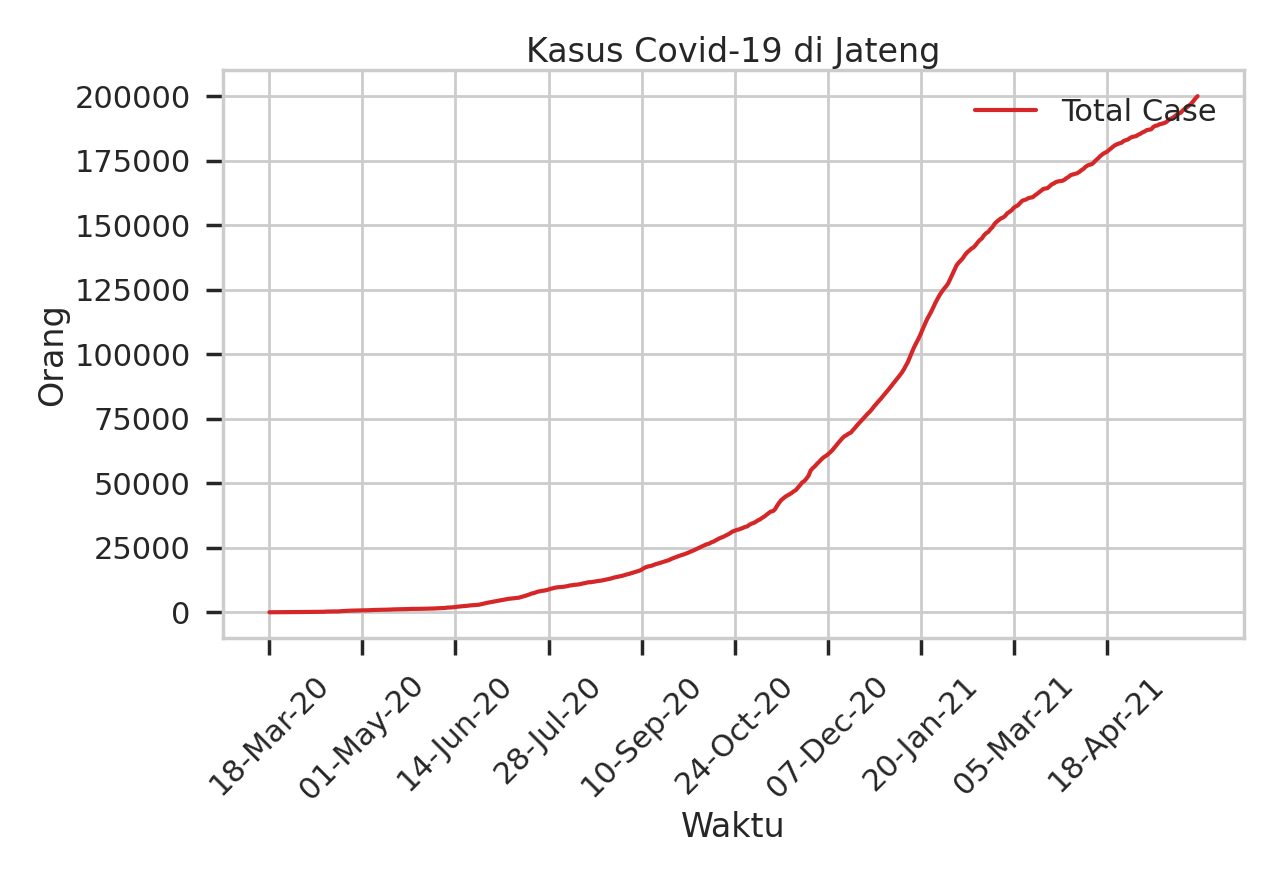 Kasus Covid-19 di Jateng
Total Case
200000
175000
150000
125000
100000
75000
50000
25000
0
Orang
18-Mar-20
01-May-20
14-Jun-20
28-Jul-20
10-Sep-20
24-Oct-20
07-Dec-20
20-Jan-21
05-Mar-21
18-Apr-21
Waktu